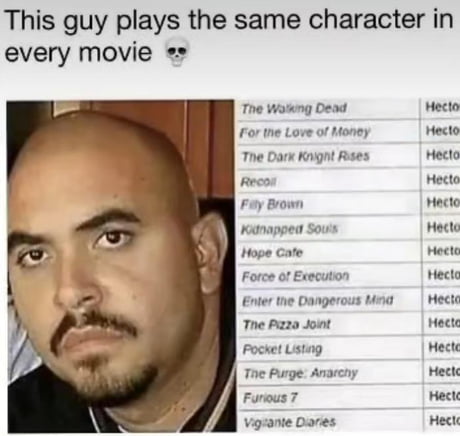 This guy plays the same character in
every movie 💀
The Walking Dead Hecto
For the Love of Money Hecto
The Dark Knight Rises Hecto
Recoil Hecto
Filly Brown Hecto
Kidnapped Souls Hecto
Hope Cafe Hecto
Force of Execution Hecto
Enter the Dangerous Mind Hecto
The Pizza Joint Hecto
Pocket Listing Hecto
The Purge: Anarchy Hecto
Furious 7 Hecto
Vigilante Diaries Hecto